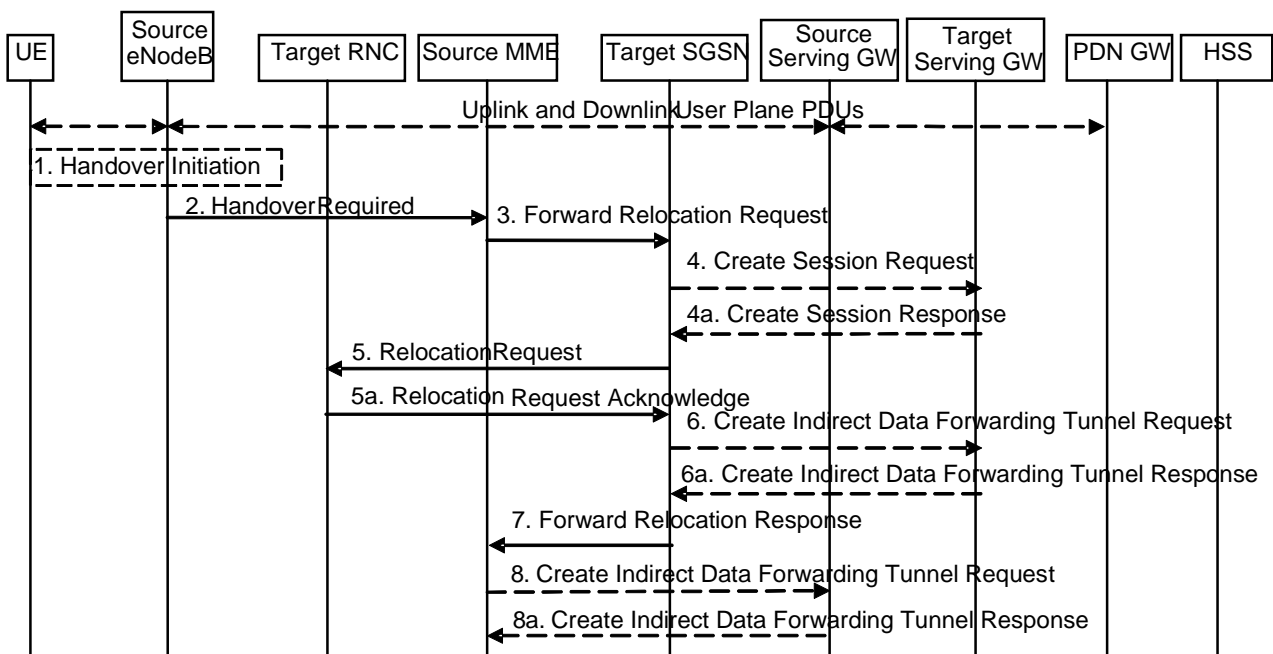 UE
Source
eNodeB
Target RNC
Source MME
Target SGSN
Source
Serving GW
Target
Serving GW
PDN GW
HSS
Uplink and Downlink User Plane PDUs
1. Handover Initiation
2. Handover Required
3. Forward Relocation Request
4. Create Session Request
4a. Create Session Response
5. Relocation Request
5a. Relocation Request Acknowledge
6. Create Indirect Data Forwarding Tunnel Request
6a. Create Indirect Data Forwarding Tunnel Response
7. Forward Relocation Response
8. Create Indirect Data Forwarding Tunnel Request
8a. Create Indirect Data Forwarding Tunnel Response